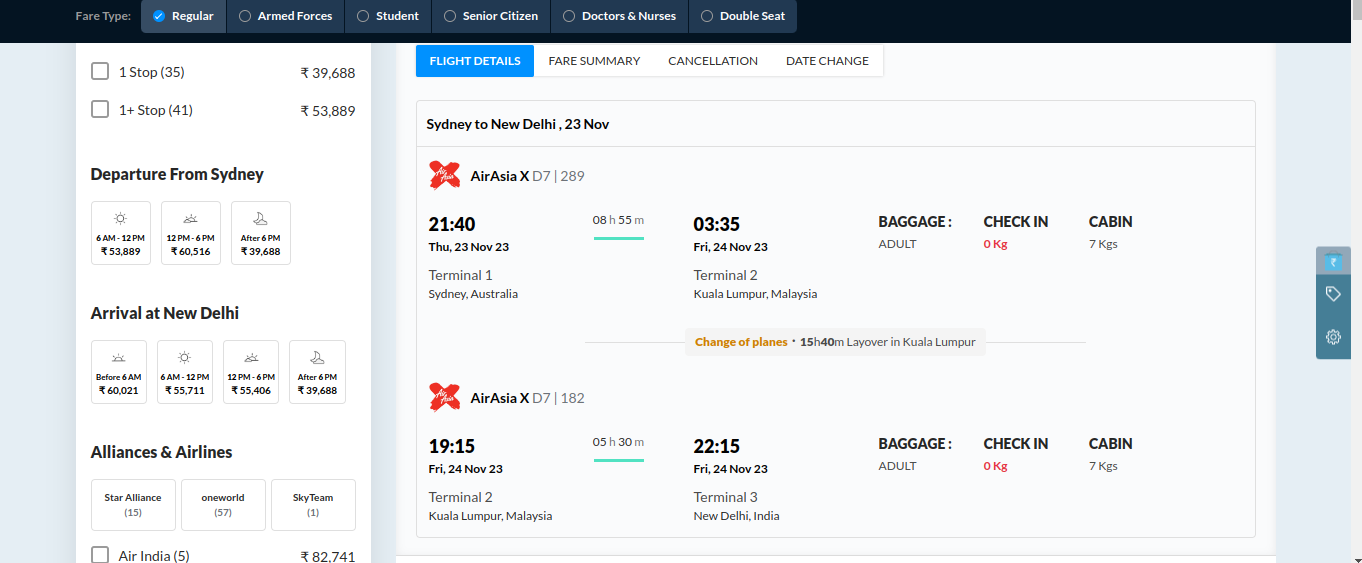 Fare Type: Regular Armed Forces Student Senior Citizen Doctors & Nurses Double Seat
1 Stop (35) ₹ 39,688
1+ Stop (41) ₹ 53,889
Departure From Sydney
6 AM - 12 PM 12 PM - 6 PM After 6 PM
₹ 53,889 ₹ 60,516 ₹ 39,688
Arrival at New Delhi
Before 6 AM 6 AM - 12 PM 12 PM - 6 PM After 6 PM
₹ 60,021 ₹ 55,711 ₹ 55,406 ₹ 39,688
Alliances & Airlines
Star Alliance oneworld SkyTeam
(15) (57) (1)
Air India (5) ₹ 82,741
FLIGHT DETAILS FARE SUMMARY CANCELLATION DATE CHANGE
Sydney to New Delhi , 23 Nov
Air Asia X AirAsia X D7 | 289
21:40 08 h 55 m 03:35 BAGGAGE : CHECK IN CABIN
Thu, 23 Nov 23 Fri, 24 Nov 23 ADULT 0 Kg 7 Kgs
Terminal 1 Terminal 2
Sydney, Australia Kuala Lumpur, Malaysia
Change of planes • 15h40m Layover in Kuala Lumpur
Air Asia X AirAsia X D7 | 182
19:15 05 h 30 m 22:15 BAGGAGE : CHECK IN CABIN
Fri, 24 Nov 23 Fri, 24 Nov 23 ADULT 0 Kg 7 Kgs
Terminal 2 Terminal 3
Kuala Lumpur, Malaysia New Delhi, India
₹